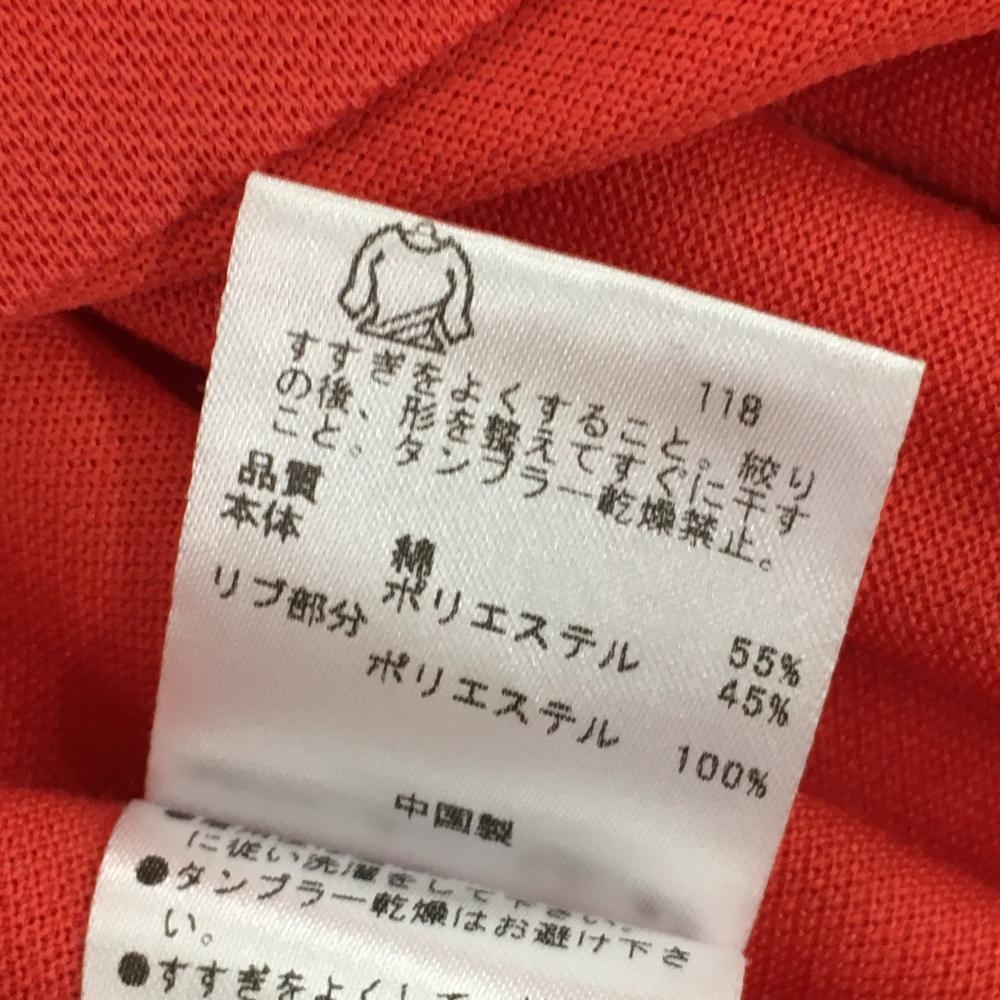 118
すすぎをよくすること。絞り
の後、形を整えてすぐに干す
こと。タンブラー乾燥禁止。
品質
本体
綿 55%
ポリエステル 45%
リブ部分
ポリエステル 100%
中国製
に従い洗濯をして下さい。
●タンブラー乾燥はお避け下さ
い。
●すすぎをよくして